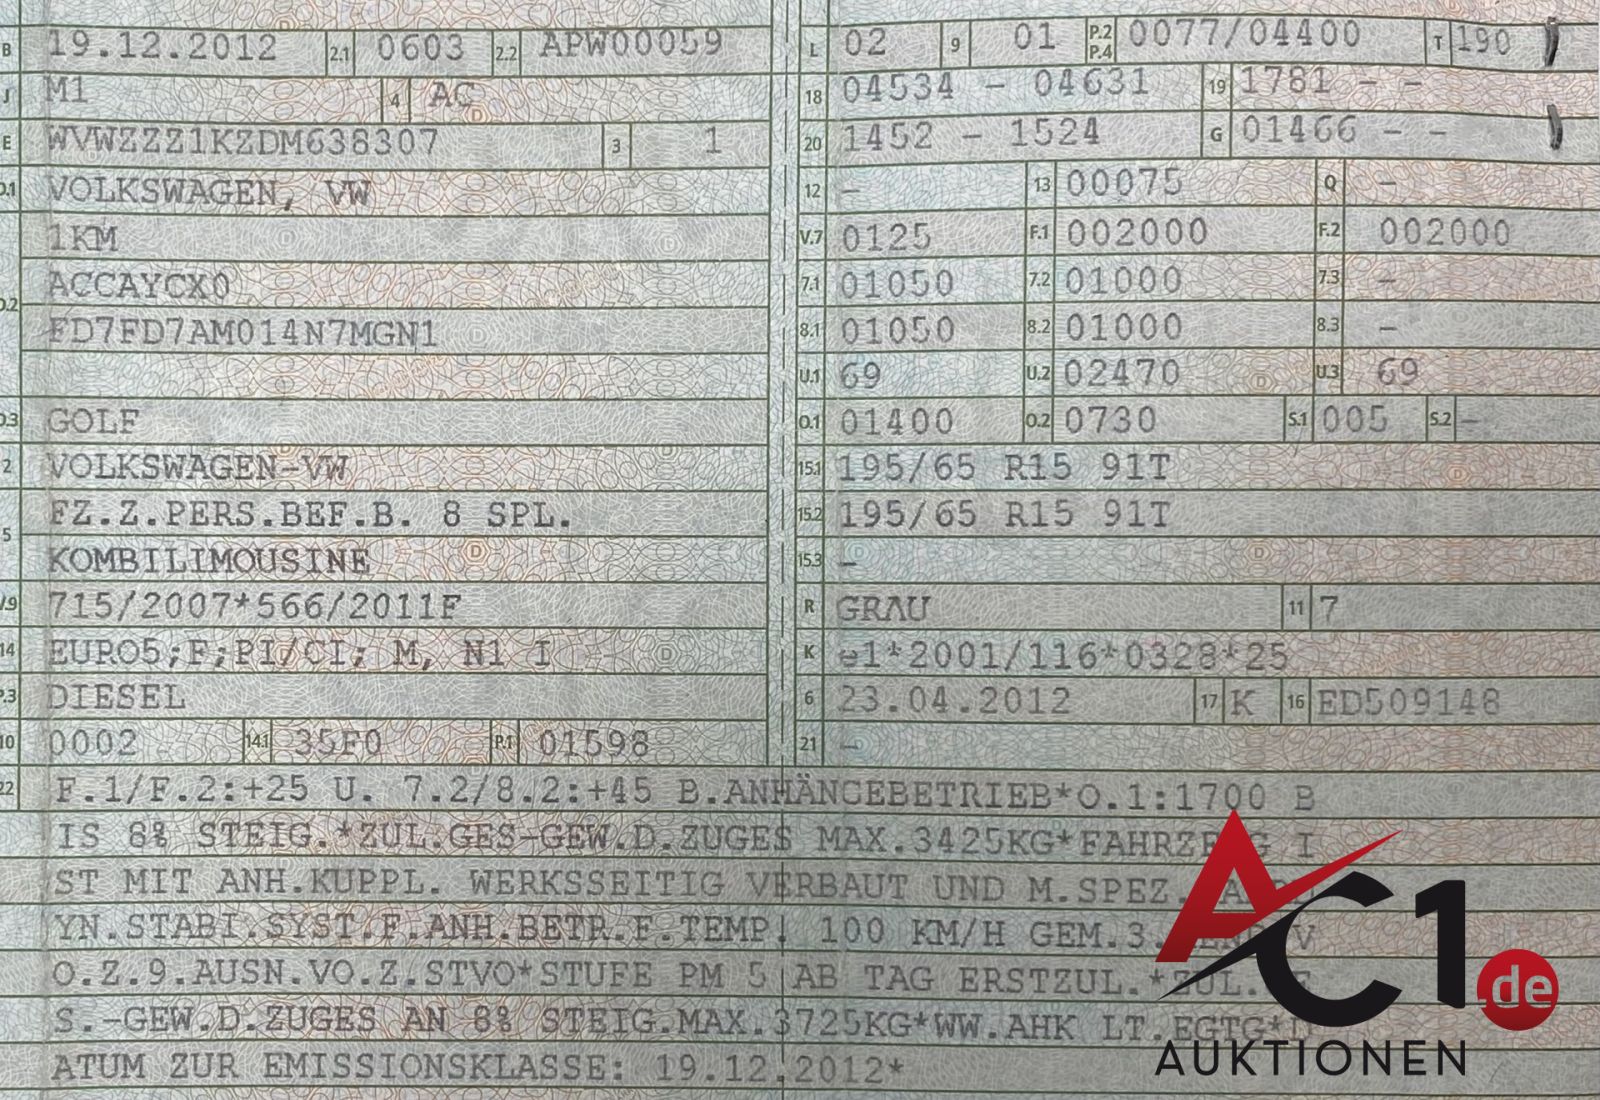 B 19.12.2012 2.1 0603 2.2 APW00059 L 02 9 01 P.2 P.4 0077/04400 T 190
J M1 4 AC 18 04534 - 04631 19 1781 - -
E WVWZZZ1KZDM638307 3 1 20 1452 - 1524 G 01466 - -
D.1 VOLKSWAGEN, VW 12 - 13 00075 Q -
1KM V.7 0125 F.1 002000 F.2 002000
D.2 ACCAYCX0 7.1 01050 7.2 01000 7.3 -
FD7FD7AM014N7MGN1 8.1 01050 8.2 01000 8.3 -
U.1 69 U.2 02470 U.3 69
D.3 GOLF O.1 01400 O.2 0730 S.1 005 S.2 -
2 VOLKSWAGEN-VW 15.1 195/65 R15 91T
5 FZ.Z.PERS.BEF.B. 8 SPL. 15.2 195/65 R15 91T
KOMBILIMOUSINE 15.3 -
V.9 715/2007*566/2011F R GRAU 11 7
14 EURO5;F;PI/CI; M, N1 I K e1*2001/116*0328*25
P.3 DIESEL 6 23.04.2012 17 K 16 ED509148
10 0002 14.1 35F0 P.1 01598 21 -
22 F.1/F.2:+25 U. 7.2/8.2:+45 B.ANHÄNGEBETRIEB*O.1:1700 B
IS 8% STEIG.*ZUL.GES-GEW.D.ZUGES MAX.3425KG*FAHRZEUG I
ST MIT ANH.KUPPL. WERKSSEITIG VERBAUT UND M.SPEZ.
YN.STABI.SYST.F.ANH.BETR.F.TEMP. 100 KM/H GEM.3. V
O.Z.9.AUSN.VO.Z.STVO*STUFE PM 5 AB TAG ERSTZUL.*ZUL.
S.-GEW.D.ZUGES AN 8% STEIG.MAX.3725KG*WW.AHK LT.EGTG*D
ATUM ZUR EMISSIONSKLASSE: 19.12.2012*
AC1.de
AUKTIONEN